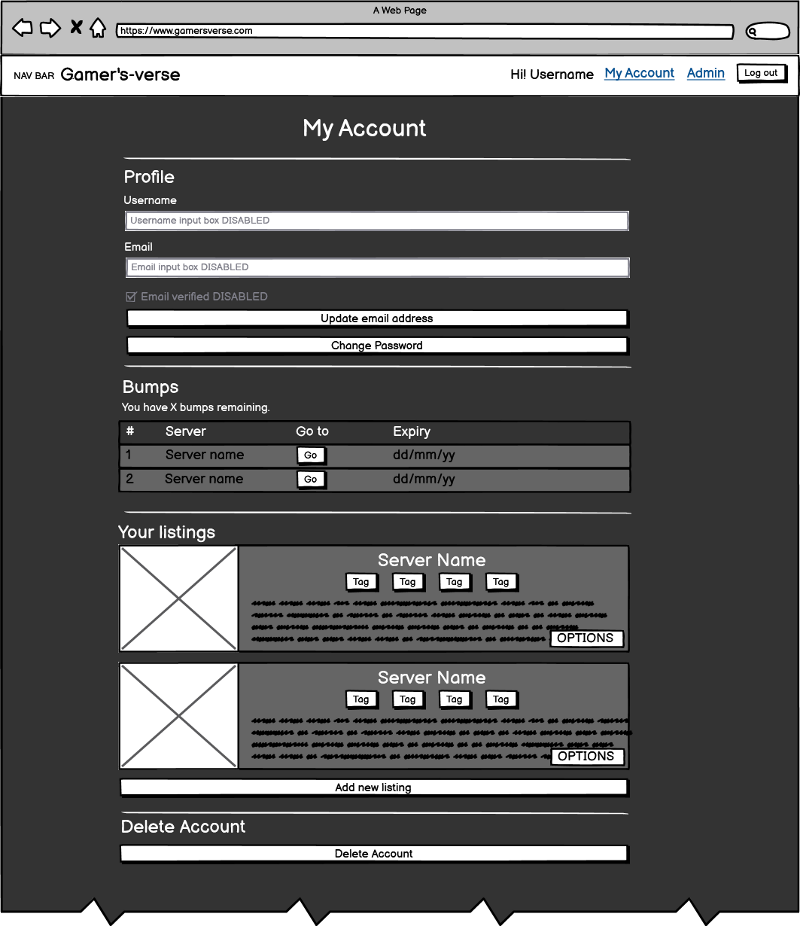 A Web Page
https://www.gamersverse.com
NAV BAR Gamer's-verse Hi! Username My Account Admin Log out
My Account
Profile
Username
Username input box DISABLED
Email
Email input box DISABLED
Email verified DISABLED
Update email address
Change Password
Bumps
You have X bumps remaining.
# Server Go to Expiry
1 Server name Go dd/mm/yy
2 Server name Go dd/mm/yy
Your listings
Server Name
Tag Tag Tag Tag
OPTIONS
Server Name
Tag Tag Tag Tag
OPTIONS
Add new listing
Delete Account
Delete Account